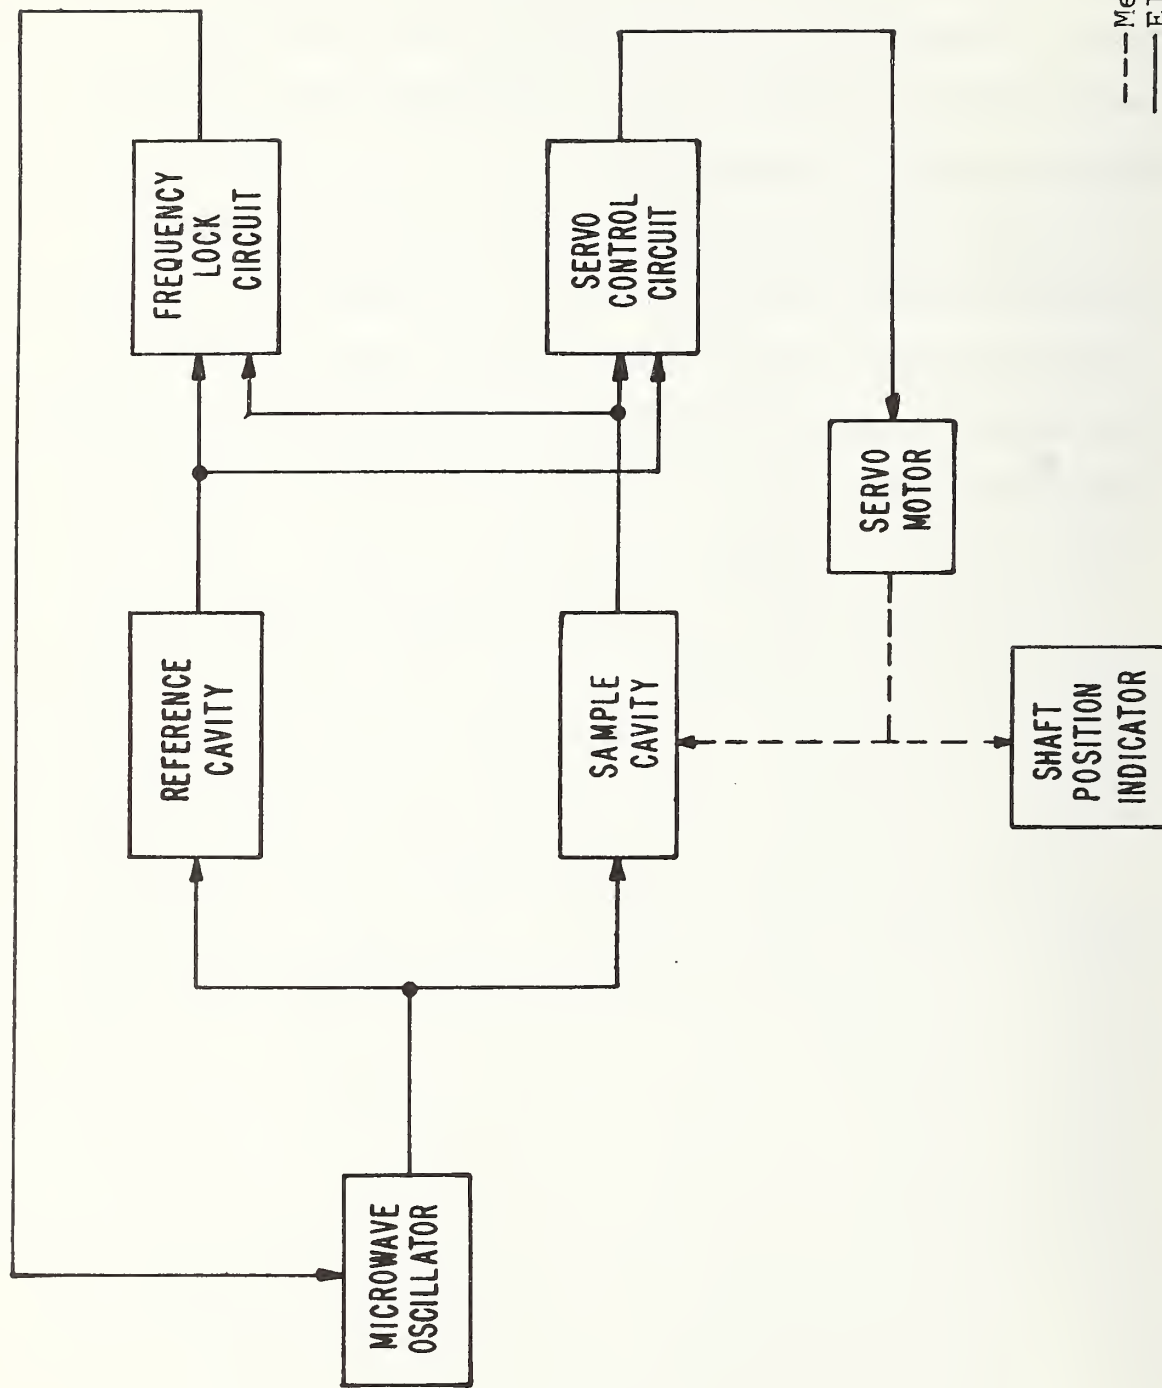 MICROWAVE
OSCILLATOR
REFERENCE
CAVITY
SAMPLE
CAVITY
FREQUENCY
LOCK
CIRCUIT
SERVO
CONTROL
CIRCUIT
SERVO
MOTOR
SHAFT
POSITION
INDICATOR